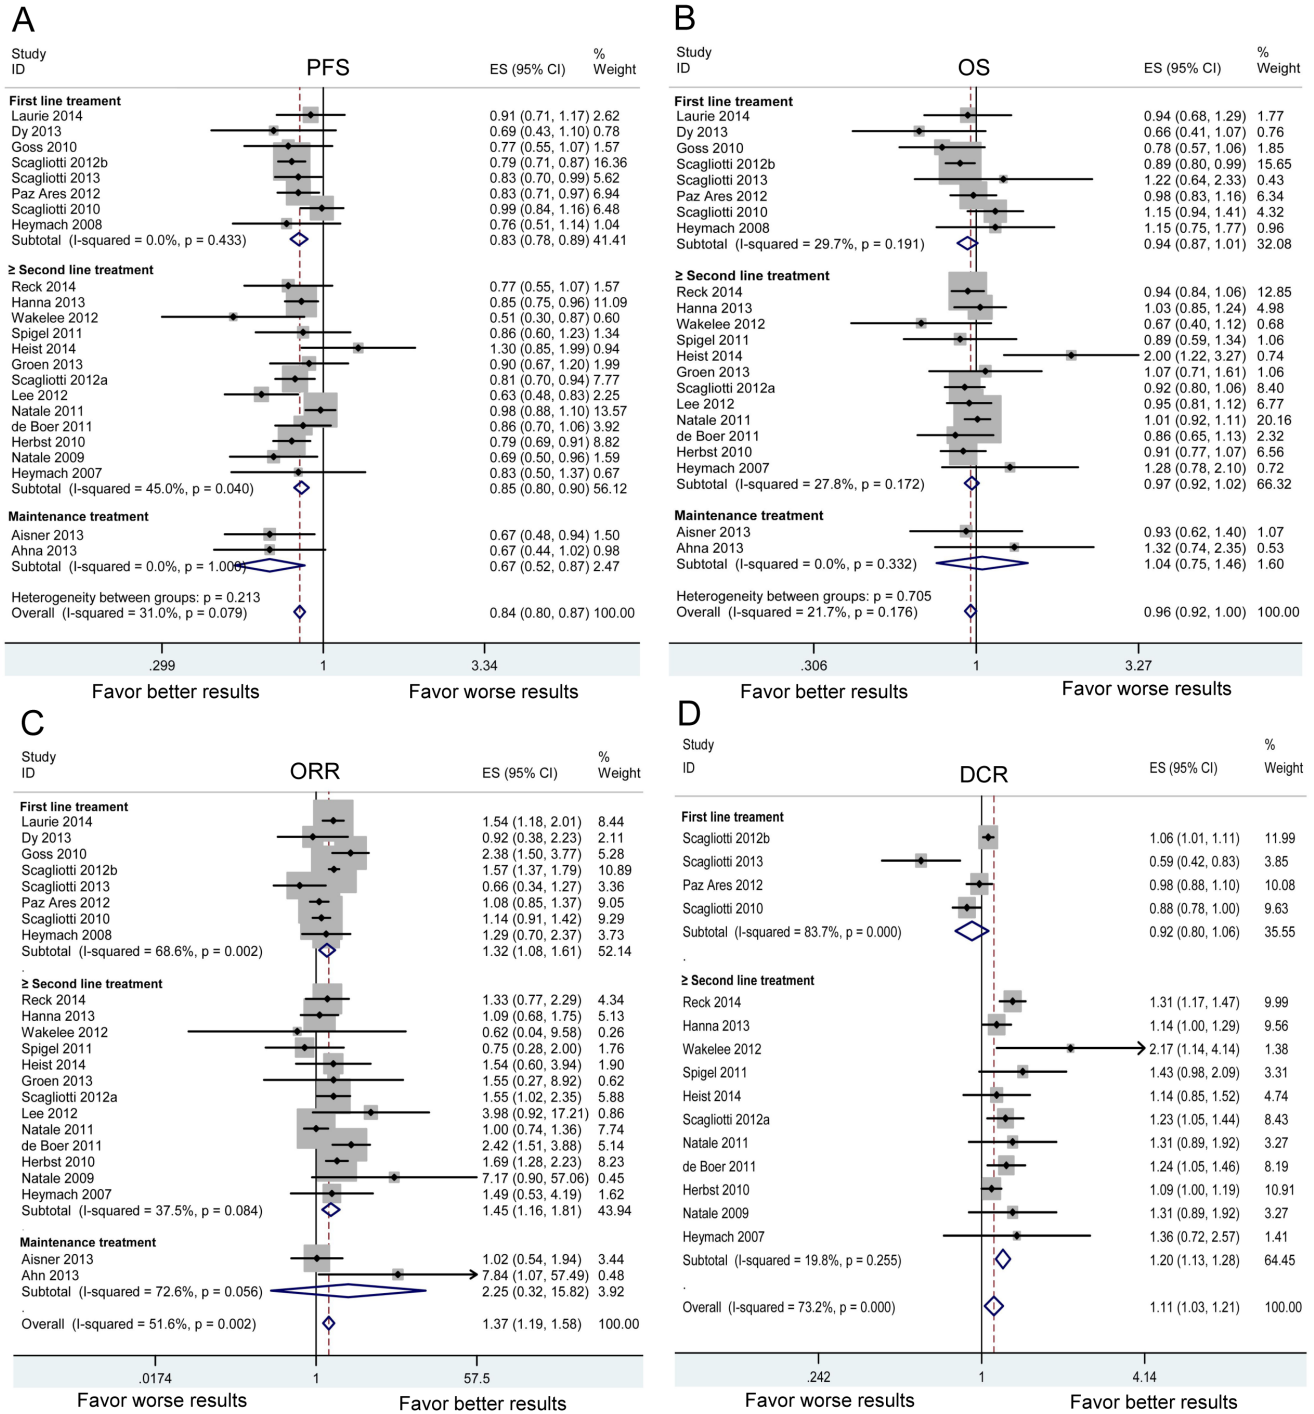 A
Study
ID PFS ES (95% CI) % Weight
First line treament
Laurie 2014 0.91 (0.71, 1.17) 2.62
Dy 2013 0.69 (0.43, 1.10) 0.78
Goss 2010 0.77 (0.55, 1.07) 1.57
Scagliotti 2012b 0.79 (0.71, 0.87) 16.36
Scagliotti 2013 0.83 (0.70, 0.99) 5.62
Paz Ares 2012 0.83 (0.71, 0.97) 6.94
Scagliotti 2010 0.99 (0.84, 1.16) 6.48
Heymach 2008 0.76 (0.51, 1.14) 1.04
Subtotal (I-squared = 0.0%, p = 0.433) 0.83 (0.78, 0.89) 41.41
≥ Second line treatment
Reck 2014 0.77 (0.55, 1.07) 1.57
Hanna 2013 0.85 (0.75, 0.96) 11.09
Wakelee 2012 0.51 (0.30, 0.87) 0.60
Spigel 2011 0.86 (0.60, 1.23) 1.34
Heist 2014 1.30 (0.85, 1.99) 0.94
Groen 2013 0.90 (0.67, 1.20) 1.99
Scagliotti 2012a 0.81 (0.70, 0.94) 7.77
Lee 2012 0.63 (0.48, 0.83) 2.25
Natale 2011 0.98 (0.88, 1.10) 13.57
de Boer 2011 0.86 (0.70, 1.06) 3.92
Herbst 2010 0.79 (0.69, 0.91) 8.82
Natale 2009 0.69 (0.50, 0.96) 1.59
Heymach 2007 0.83 (0.50, 1.37) 0.67
Subtotal (I-squared = 45.0%, p = 0.040) 0.85 (0.80, 0.90) 56.12
Maintenance treatment
Aisner 2013 0.67 (0.48, 0.94) 1.50
Ahna 2013 0.67 (0.44, 1.02) 0.98
Subtotal (I-squared = 0.0%, p = 1.000) 0.67 (0.52, 0.87) 2.47
Heterogeneity between groups: p = 0.213
Overall (I-squared = 31.0%, p = 0.079) 0.84 (0.80, 0.87) 100.00
.299 1 3.34
Favor better results Favor worse results
B
Study
ID OS ES (95% CI) % Weight
First line treament
Laurie 2014 0.94 (0.68, 1.29) 1.77
Dy 2013 0.66 (0.41, 1.07) 0.76
Goss 2010 0.78 (0.57, 1.06) 1.85
Scagliotti 2012b 0.89 (0.80, 0.99) 15.65
Scagliotti 2013 1.22 (0.64, 2.33) 0.43
Paz Ares 2012 0.98 (0.83, 1.16) 6.34
Scagliotti 2010 1.15 (0.94, 1.41) 4.32
Heymach 2008 1.15 (0.75, 1.77) 0.96
Subtotal (I-squared = 29.7%, p = 0.191) 0.94 (0.87, 1.01) 32.08
≥ Second line treatment
Reck 2014 0.94 (0.84, 1.06) 12.85
Hanna 2013 1.03 (0.85, 1.24) 4.98
Wakelee 2012 0.67 (0.40, 1.12) 0.68
Spigel 2011 0.89 (0.59, 1.34) 1.06
Heist 2014 2.00 (1.22, 3.27) 0.74
Groen 2013 1.07 (0.71, 1.61) 1.06
Scagliotti 2012a 0.92 (0.80, 1.06) 8.40
Lee 2012 0.95 (0.81, 1.12) 6.77
Natale 2011 1.01 (0.92, 1.11) 20.16
de Boer 2011 0.86 (0.65, 1.13) 2.32
Herbst 2010 0.91 (0.77, 1.07) 6.56
Heymach 2007 1.28 (0.78, 2.10) 0.72
Subtotal (I-squared = 27.8%, p = 0.172) 0.97 (0.92, 1.02) 66.32
Maintenance treatment
Aisner 2013 0.93 (0.62, 1.40) 1.07
Ahna 2013 1.32 (0.74, 2.35) 0.53
Subtotal (I-squared = 0.0%, p = 0.332) 1.04 (0.75, 1.46) 1.60
Heterogeneity between groups: p = 0.705
Overall (I-squared = 21.7%, p = 0.176) 0.96 (0.92, 1.00) 100.00
.306 1 3.27
Favor better results Favor worse results
C
Study
ID ORR ES (95% CI) % Weight
First line treament
Laurie 2014 1.54 (1.18, 2.01) 8.44
Dy 2013 0.92 (0.38, 2.23) 2.11
Goss 2010 2.38 (1.50, 3.77) 5.28
Scagliotti 2012b 1.57 (1.37, 1.79) 10.89
Scagliotti 2013 0.66 (0.34, 1.27) 3.36
Paz Ares 2012 1.08 (0.85, 1.37) 9.05
Scagliotti 2010 1.14 (0.91, 1.42) 9.29
Heymach 2008 1.29 (0.70, 2.37) 3.73
Subtotal (I-squared = 68.6%, p = 0.002) 1.32 (1.08, 1.61) 52.14
.
≥ Second line treatment
Reck 2014 1.33 (0.77, 2.29) 4.34
Hanna 2013 1.09 (0.68, 1.75) 5.13
Wakelee 2012 0.62 (0.04, 9.58) 0.26
Spigel 2011 0.75 (0.28, 2.00) 1.76
Heist 2014 1.54 (0.60, 3.94) 1.90
Groen 2013 1.55 (0.27, 8.92) 0.62
Scagliotti 2012a 1.55 (1.02, 2.35) 5.88
Lee 2012 3.98 (0.92, 17.21) 0.86
Natale 2011 1.00 (0.74, 1.36) 7.74
de Boer 2011 2.42 (1.51, 3.88) 5.14
Herbst 2010 1.69 (1.28, 2.23) 8.23
Natale 2009 7.17 (0.90, 57.06) 0.45
Heymach 2007 1.49 (0.53, 4.19) 1.62
Subtotal (I-squared = 37.5%, p = 0.084) 1.45 (1.16, 1.81) 43.94
.
Maintenance treatment
Aisner 2013 1.02 (0.54, 1.94) 3.44
Ahn 2013 7.84 (1.07, 57.49) 0.48
Subtotal (I-squared = 72.6%, p = 0.056) 2.25 (0.32, 15.82) 3.92
.
Overall (I-squared = 51.6%, p = 0.002) 1.37 (1.19, 1.58) 100.00
.0174 1 57.5
Favor worse results Favor better results
D
Study
ID DCR ES (95% CI) % Weight
First line treament
Scagliotti 2012b 1.06 (1.01, 1.11) 11.99
Scagliotti 2013 0.59 (0.42, 0.83) 3.85
Paz Ares 2012 0.98 (0.88, 1.10) 10.08
Scagliotti 2010 0.88 (0.78, 1.00) 9.63
Subtotal (I-squared = 83.7%, p = 0.000) 0.92 (0.80, 1.06) 35.55
.
≥ Second line treatment
Reck 2014 1.31 (1.17, 1.47) 9.99
Hanna 2013 1.14 (1.00, 1.29) 9.56
Wakelee 2012 2.17 (1.14, 4.14) 1.38
Spigel 2011 1.43 (0.98, 2.09) 3.31
Heist 2014 1.14 (0.85, 1.52) 4.74
Scagliotti 2012a 1.23 (1.05, 1.44) 8.43
Natale 2011 1.31 (0.89, 1.92) 3.27
de Boer 2011 1.24 (1.05, 1.46) 8.19
Herbst 2010 1.09 (1.00, 1.19) 10.91
Natale 2009 1.31 (0.89, 1.92) 3.27
Heymach 2007 1.36 (0.72, 2.57) 1.41
Subtotal (I-squared = 19.8%, p = 0.255) 1.20 (1.13, 1.28) 64.45
.
Overall (I-squared = 73.2%, p = 0.000) 1.11 (1.03, 1.21) 100.00
.242 1 4.14
Favor worse results Favor better results